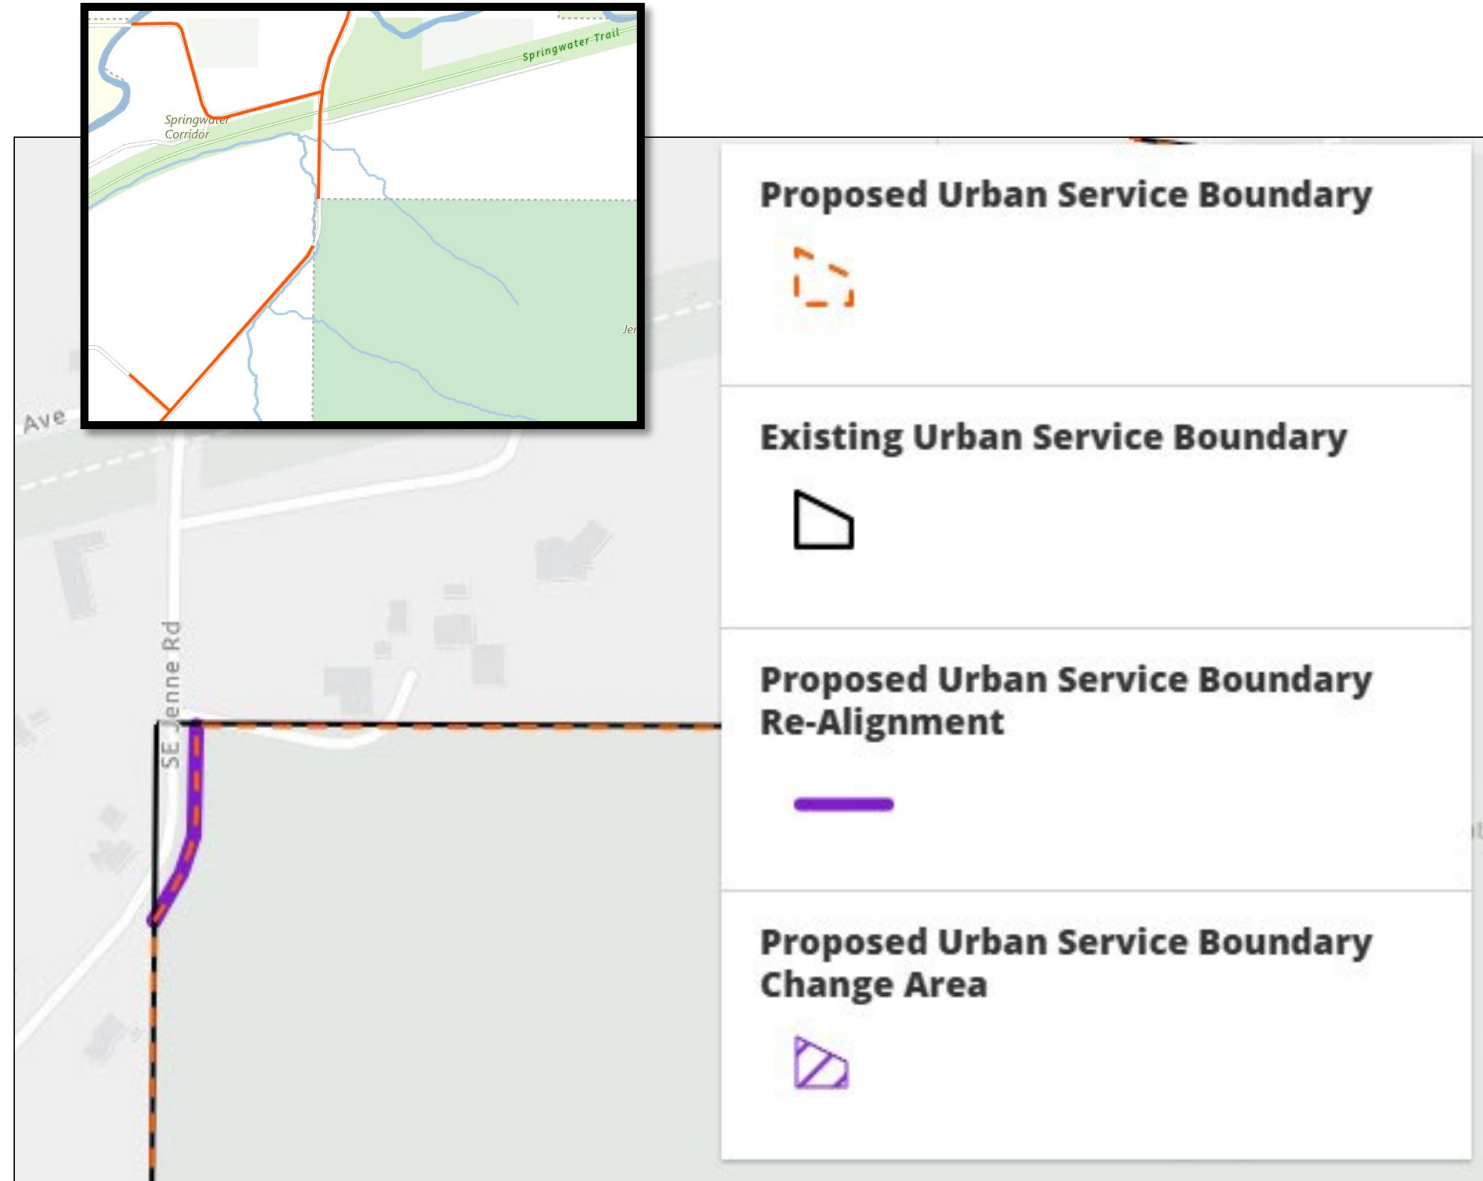 Springwater Trail
Springwater
Corridor
Ave
SE Jenne Rd
Proposed Urban Service Boundary
Existing Urban Service Boundary
Proposed Urban Service Boundary
Re-Alignment
Proposed Urban Service Boundary
Change Area